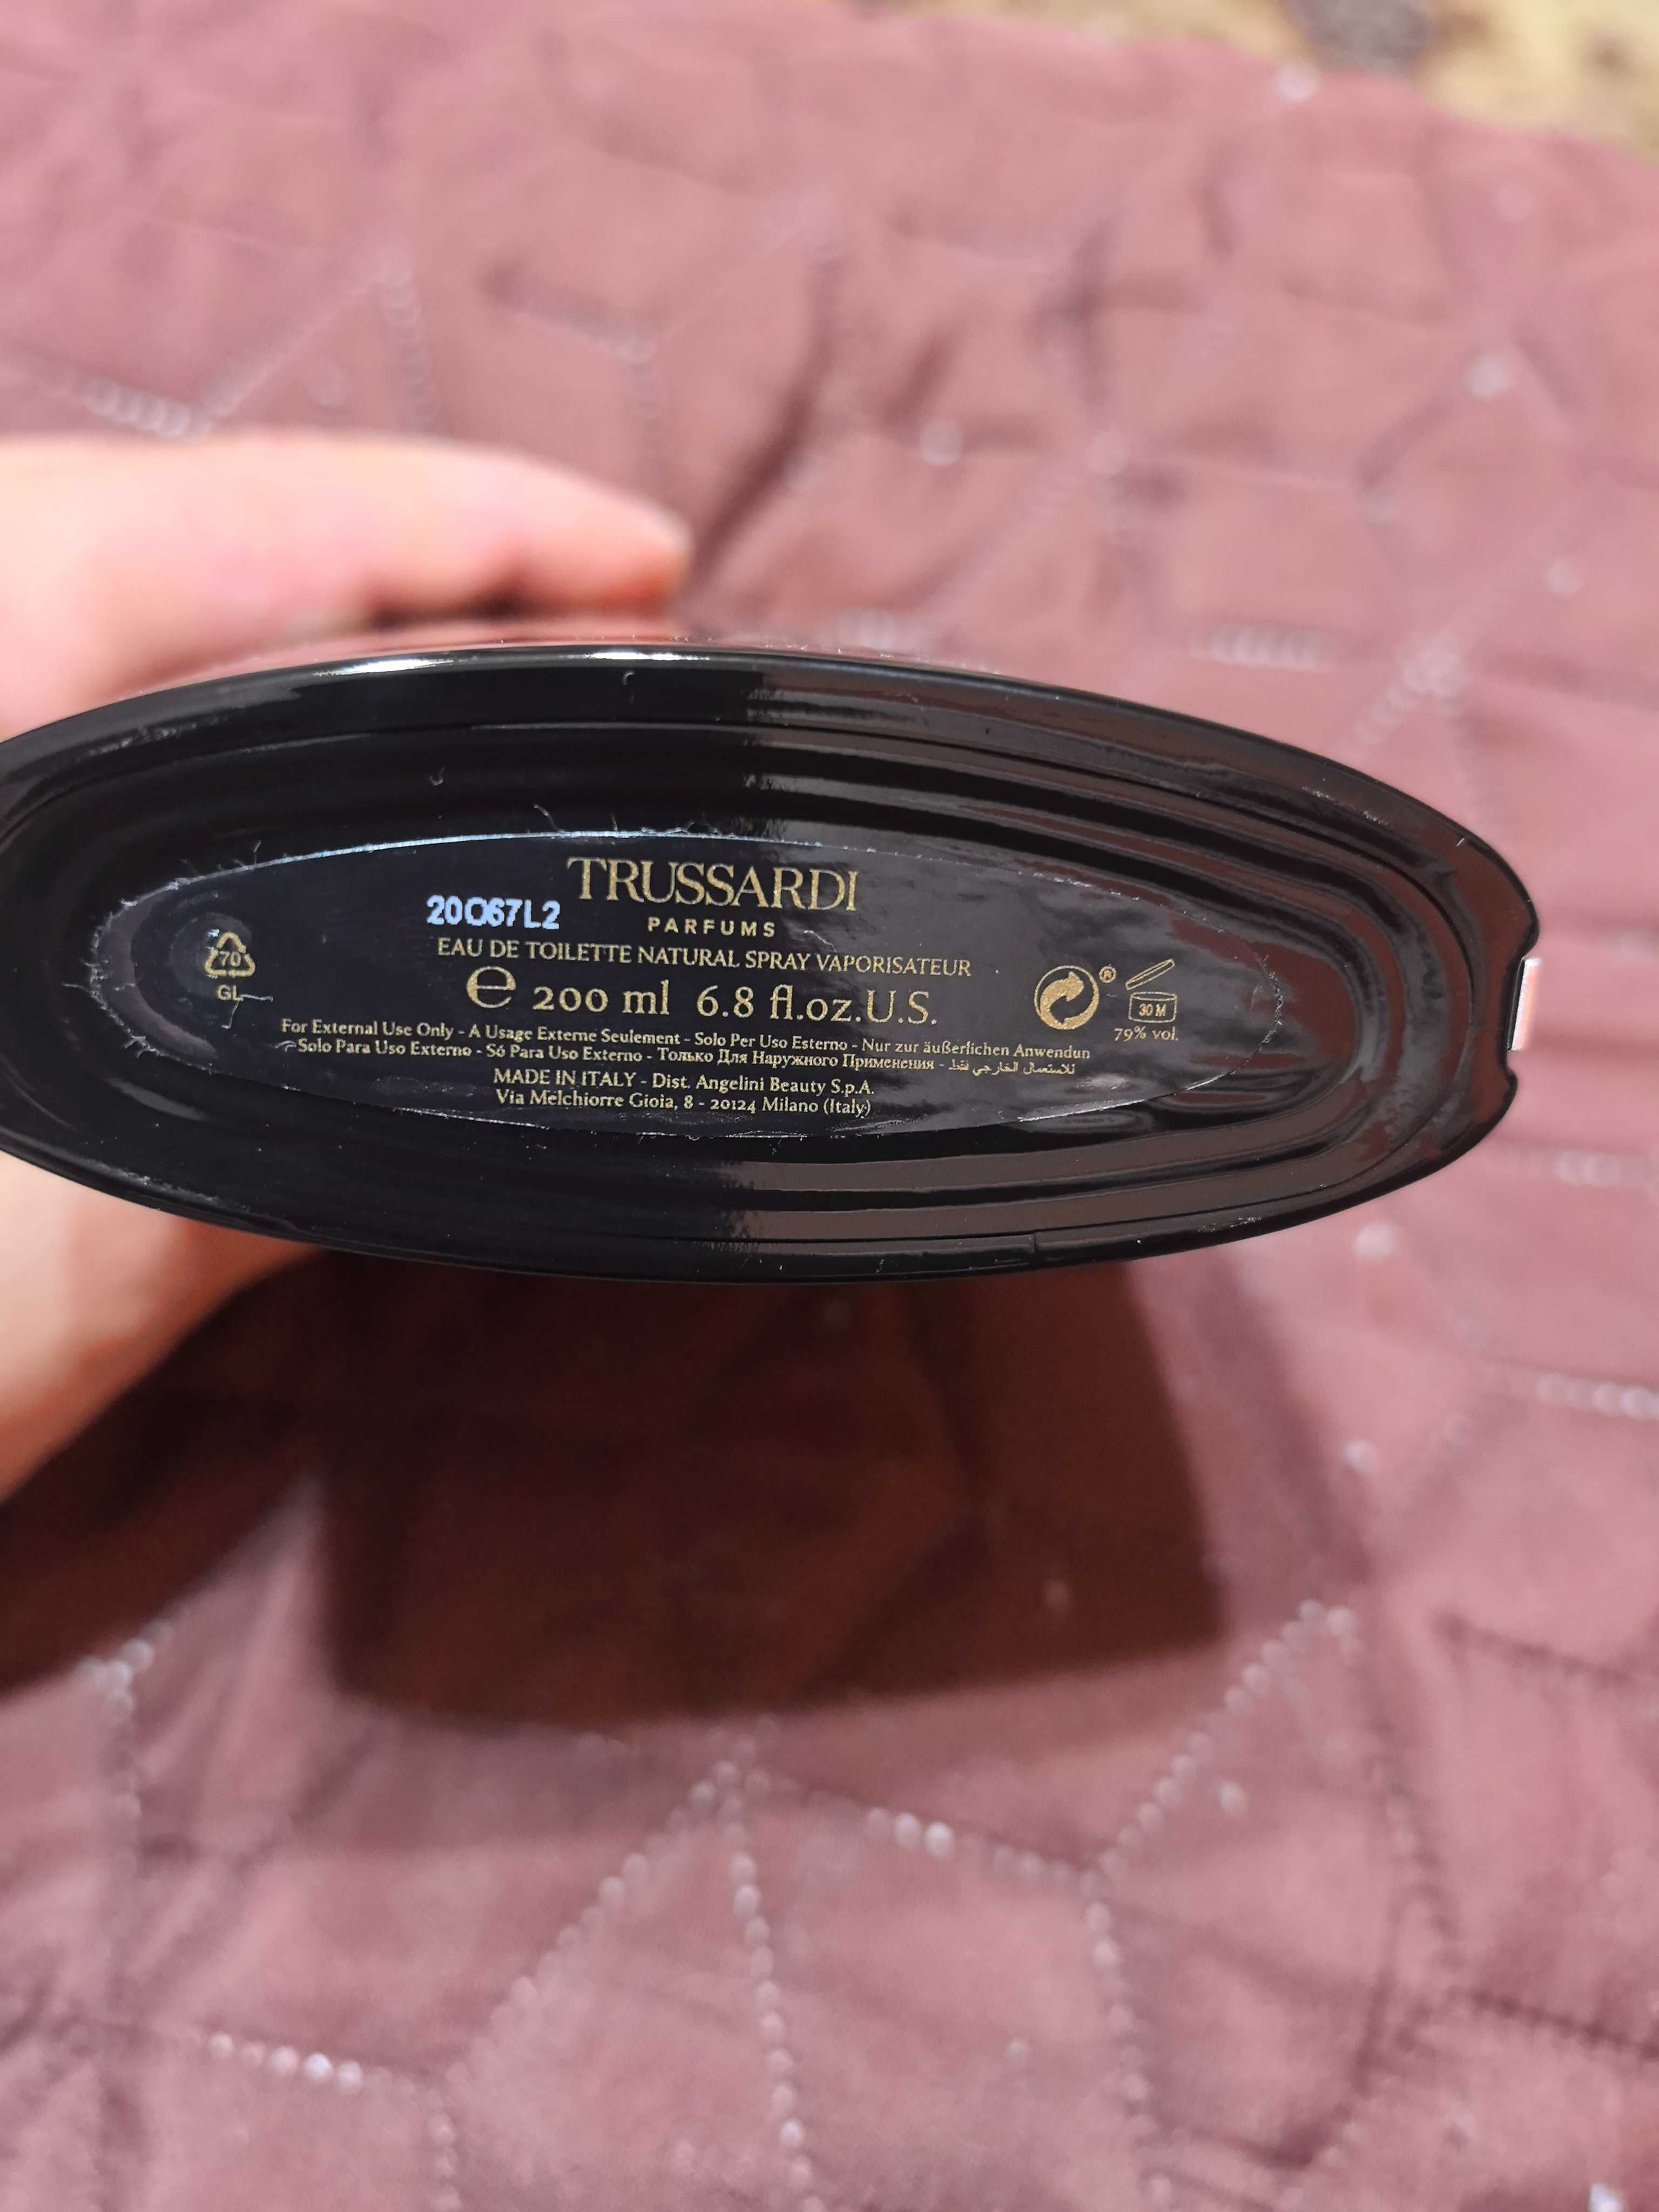 TRUSSARDI
20067L2
PARFUMS
EAU DE TOILETTE NATURAL SPRAY VAPORISATEUR
℮ 200 ml 6.8 fl.oz.U.S.
70
GL
®
30 M
79% vol.
For External Use Only - A Usage Externe Seulement - Solo Per Uso Esterno - Nur zur äußerlichen Anwendun
Solo Para Uso Externo - Só Para Uso Externo - Только Для Наружного Применения - للاستعمال الخارجي فقط
MADE IN ITALY - Dist. Angelini Beauty S.p.A.
Via Melchiorre Gioia, 8 - 20124 Milano (Italy)